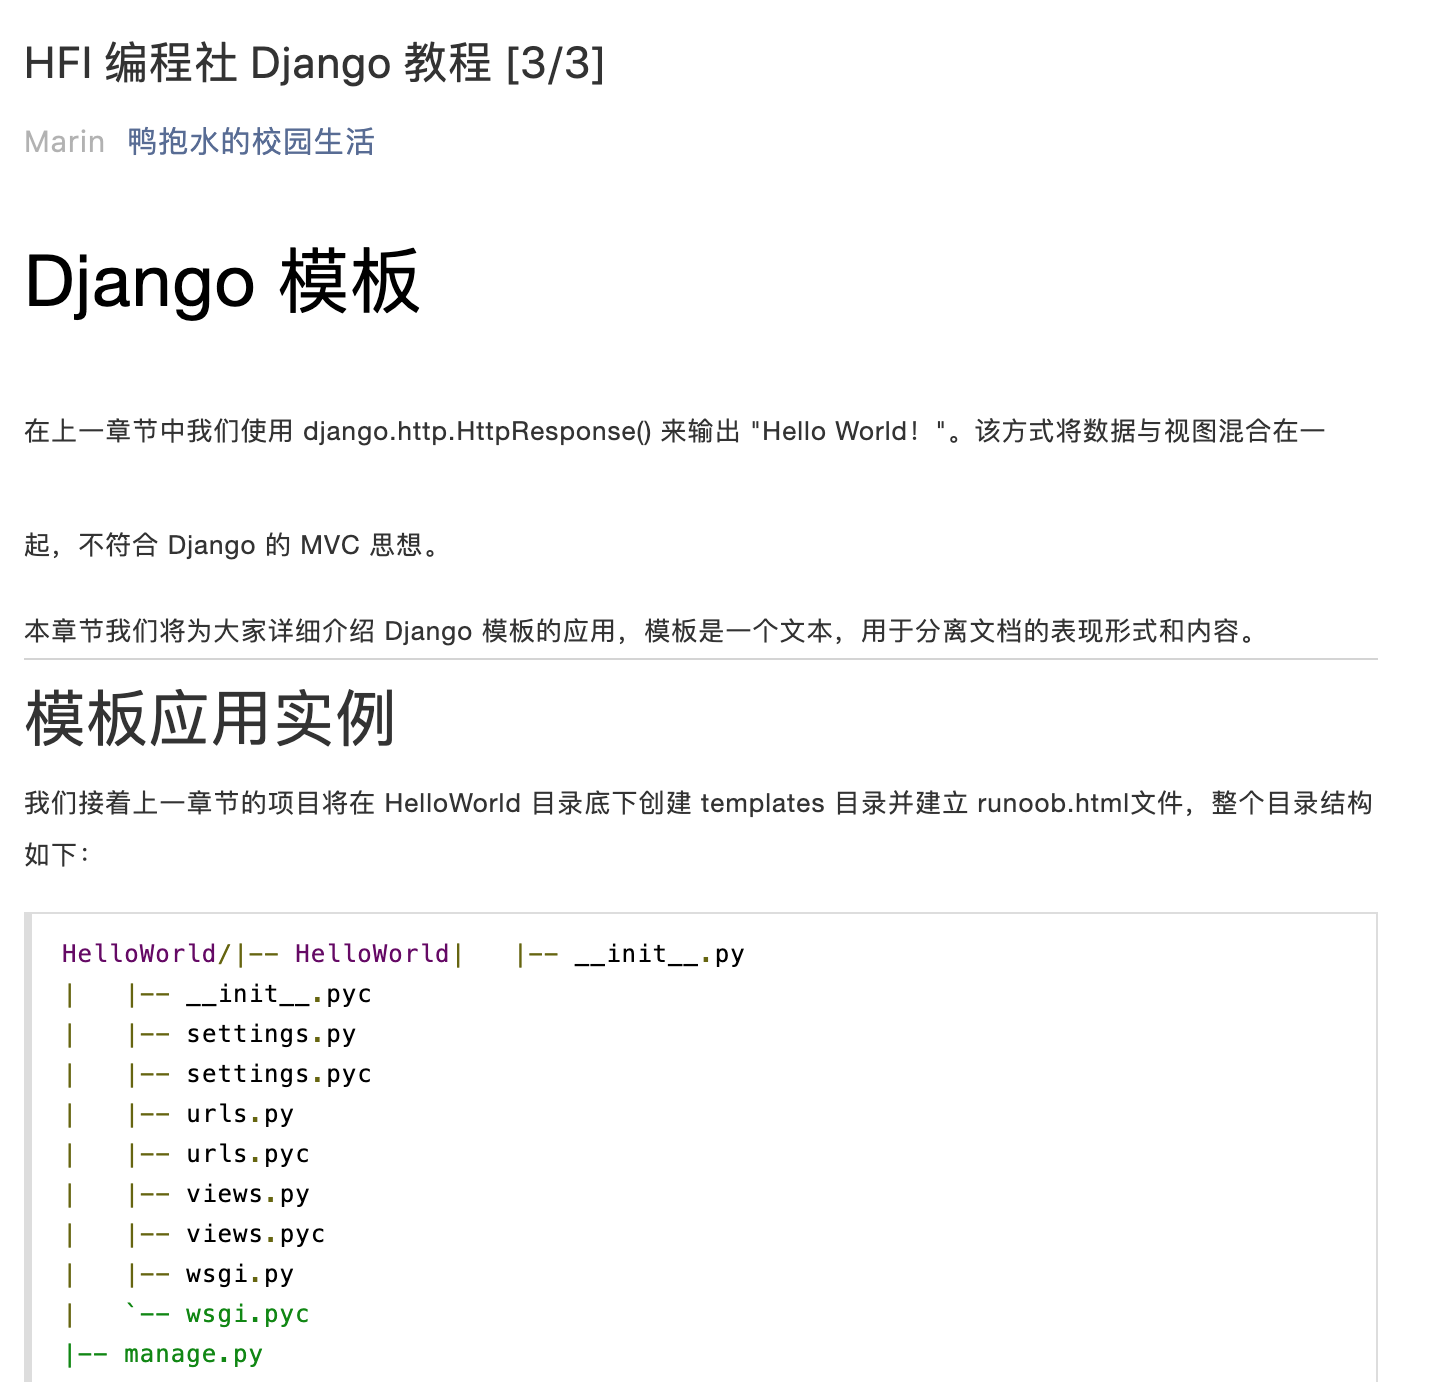 HFI 编程社 Django 教程 [3/3]
Marin 鸭抱水的校园生活
Django 模板
在上一章节中我们使用 django.http.HttpResponse() 来输出 "Hello World！"。该方式将数据与视图混合在一
起，不符合 Django 的 MVC 思想。
本章节我们将为大家详细介绍 Django 模板的应用，模板是一个文本，用于分离文档的表现形式和内容。
模板应用实例
我们接着上一章节的项目将在 HelloWorld 目录底下创建 templates 目录并建立 runoob.html文件，整个目录结构
如下：
HelloWorld/|-- HelloWorld|   |-- __init__.py
|   |-- __init__.pyc
|   |-- settings.py
|   |-- settings.pyc
|   |-- urls.py
|   |-- urls.pyc
|   |-- views.py
|   |-- views.pyc
|   |-- wsgi.py
|   `-- wsgi.pyc
|-- manage.py